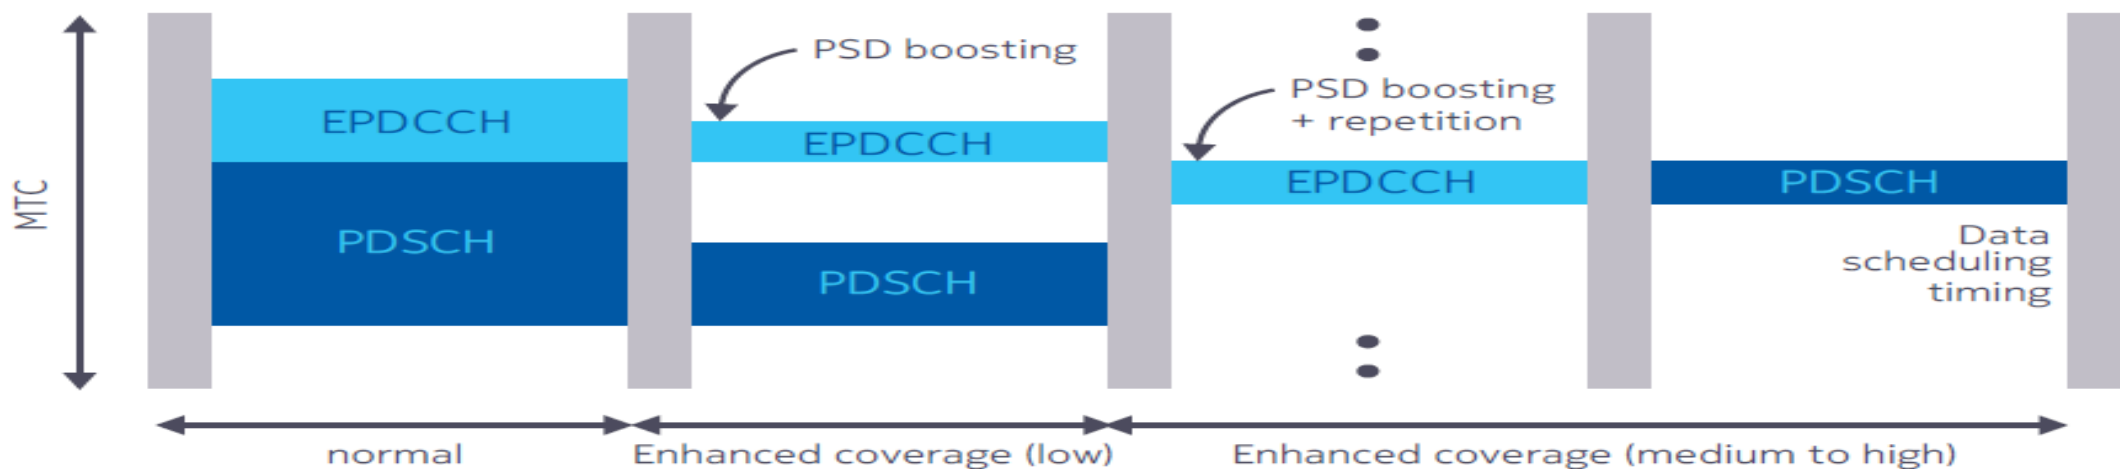 MTC
EPDCCH
PDSCH
PSD boosting
EPDCCH
PDSCH
PSD boosting
+ repetition
EPDCCH
PDSCH
Data
scheduling
timing
normal
Enhanced coverage (low)
Enhanced coverage (medium to high)